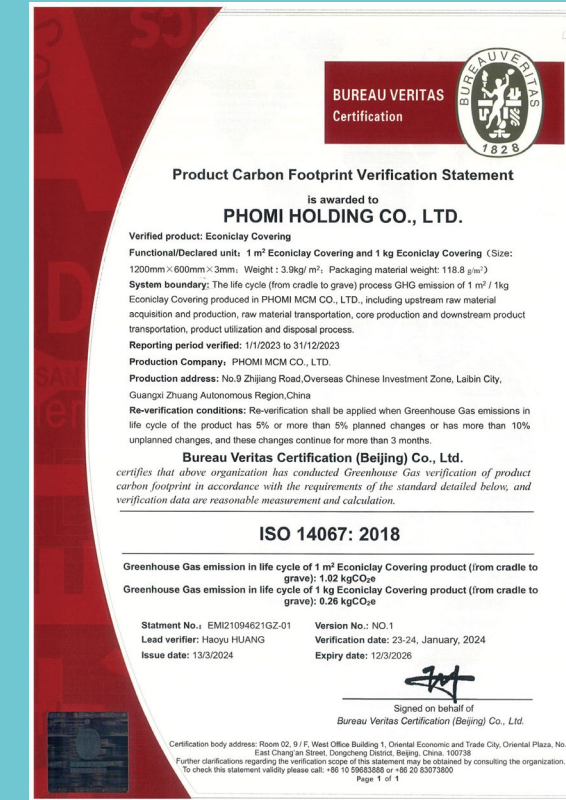 BUREAU VERITAS
Certification
BUREAU VERITAS
1828
Product Carbon Footprint Verification Statement
is awarded to
PHOMI HOLDING CO., LTD.
Verified product: Econiclay Covering
Functional/Declared unit: 1 m² Econiclay Covering and 1 kg Econiclay Covering (Size:
1200mm×600mm×3mm; Weight : 3.9kg/ m²; Packaging material weight: 118.8 g/m²)
System boundary: The life cycle (from cradle to grave) process GHG emission of 1 m² / 1kg
Econiclay Covering produced in PHOMI MCM CO., LTD., including upstream raw material
acquisition and production, raw material transportation, core production and downstream product
transportation, product utilization and disposal process.
Reporting period verified: 1/1/2023 to 31/12/2023
Production Company: PHOMI MCM CO., LTD.
Production address: No.9 Zhijiang Road,Overseas Chinese Investment Zone, Laibin City,
Guangxi Zhuang Autonomous Region,China
Re-verification conditions: Re-verification shall be applied when Greenhouse Gas emissions in
life cycle of the product has 5% or more than 5% planned changes or has more than 10%
unplanned changes, and these changes continue for more than 3 months.
Bureau Veritas Certification (Beijing) Co., Ltd.
certifies that above organization has conducted Greenhouse Gas verification of product
carbon footprint in accordance with the requirements of the standard detailed below, and
verification data are reasonable measurement and calculation.
ISO 14067: 2018
Greenhouse Gas emission in life cycle of 1 m² Econiclay Covering product (from cradle to
grave): 1.02 kgCO₂e
Greenhouse Gas emission in life cycle of 1 kg Econiclay Covering product (from cradle to
grave): 0.26 kgCO₂e
Statment No.: EMI21094621GZ-01 Version No.: NO.1
Lead verifier: Haoyu HUANG Verification date: 23-24, January, 2024
Issue date: 13/3/2024 Expiry date: 12/3/2026
Signed on behalf of
Bureau Veritas Certification (Beijing) Co., Ltd.
Certification body address: Room 02, 9 / F, West Office Building 1, Oriental Economic and Trade City, Oriental Plaza, No.
East Chang'an Street, Dongcheng District, Beijing, China. 100738
Further clarifications regarding the verification scope of this statement may be obtained by consulting the organization.
To check this statement validity please call: +86 10 59683888 or +86 20 83073800
Page 1 of 1